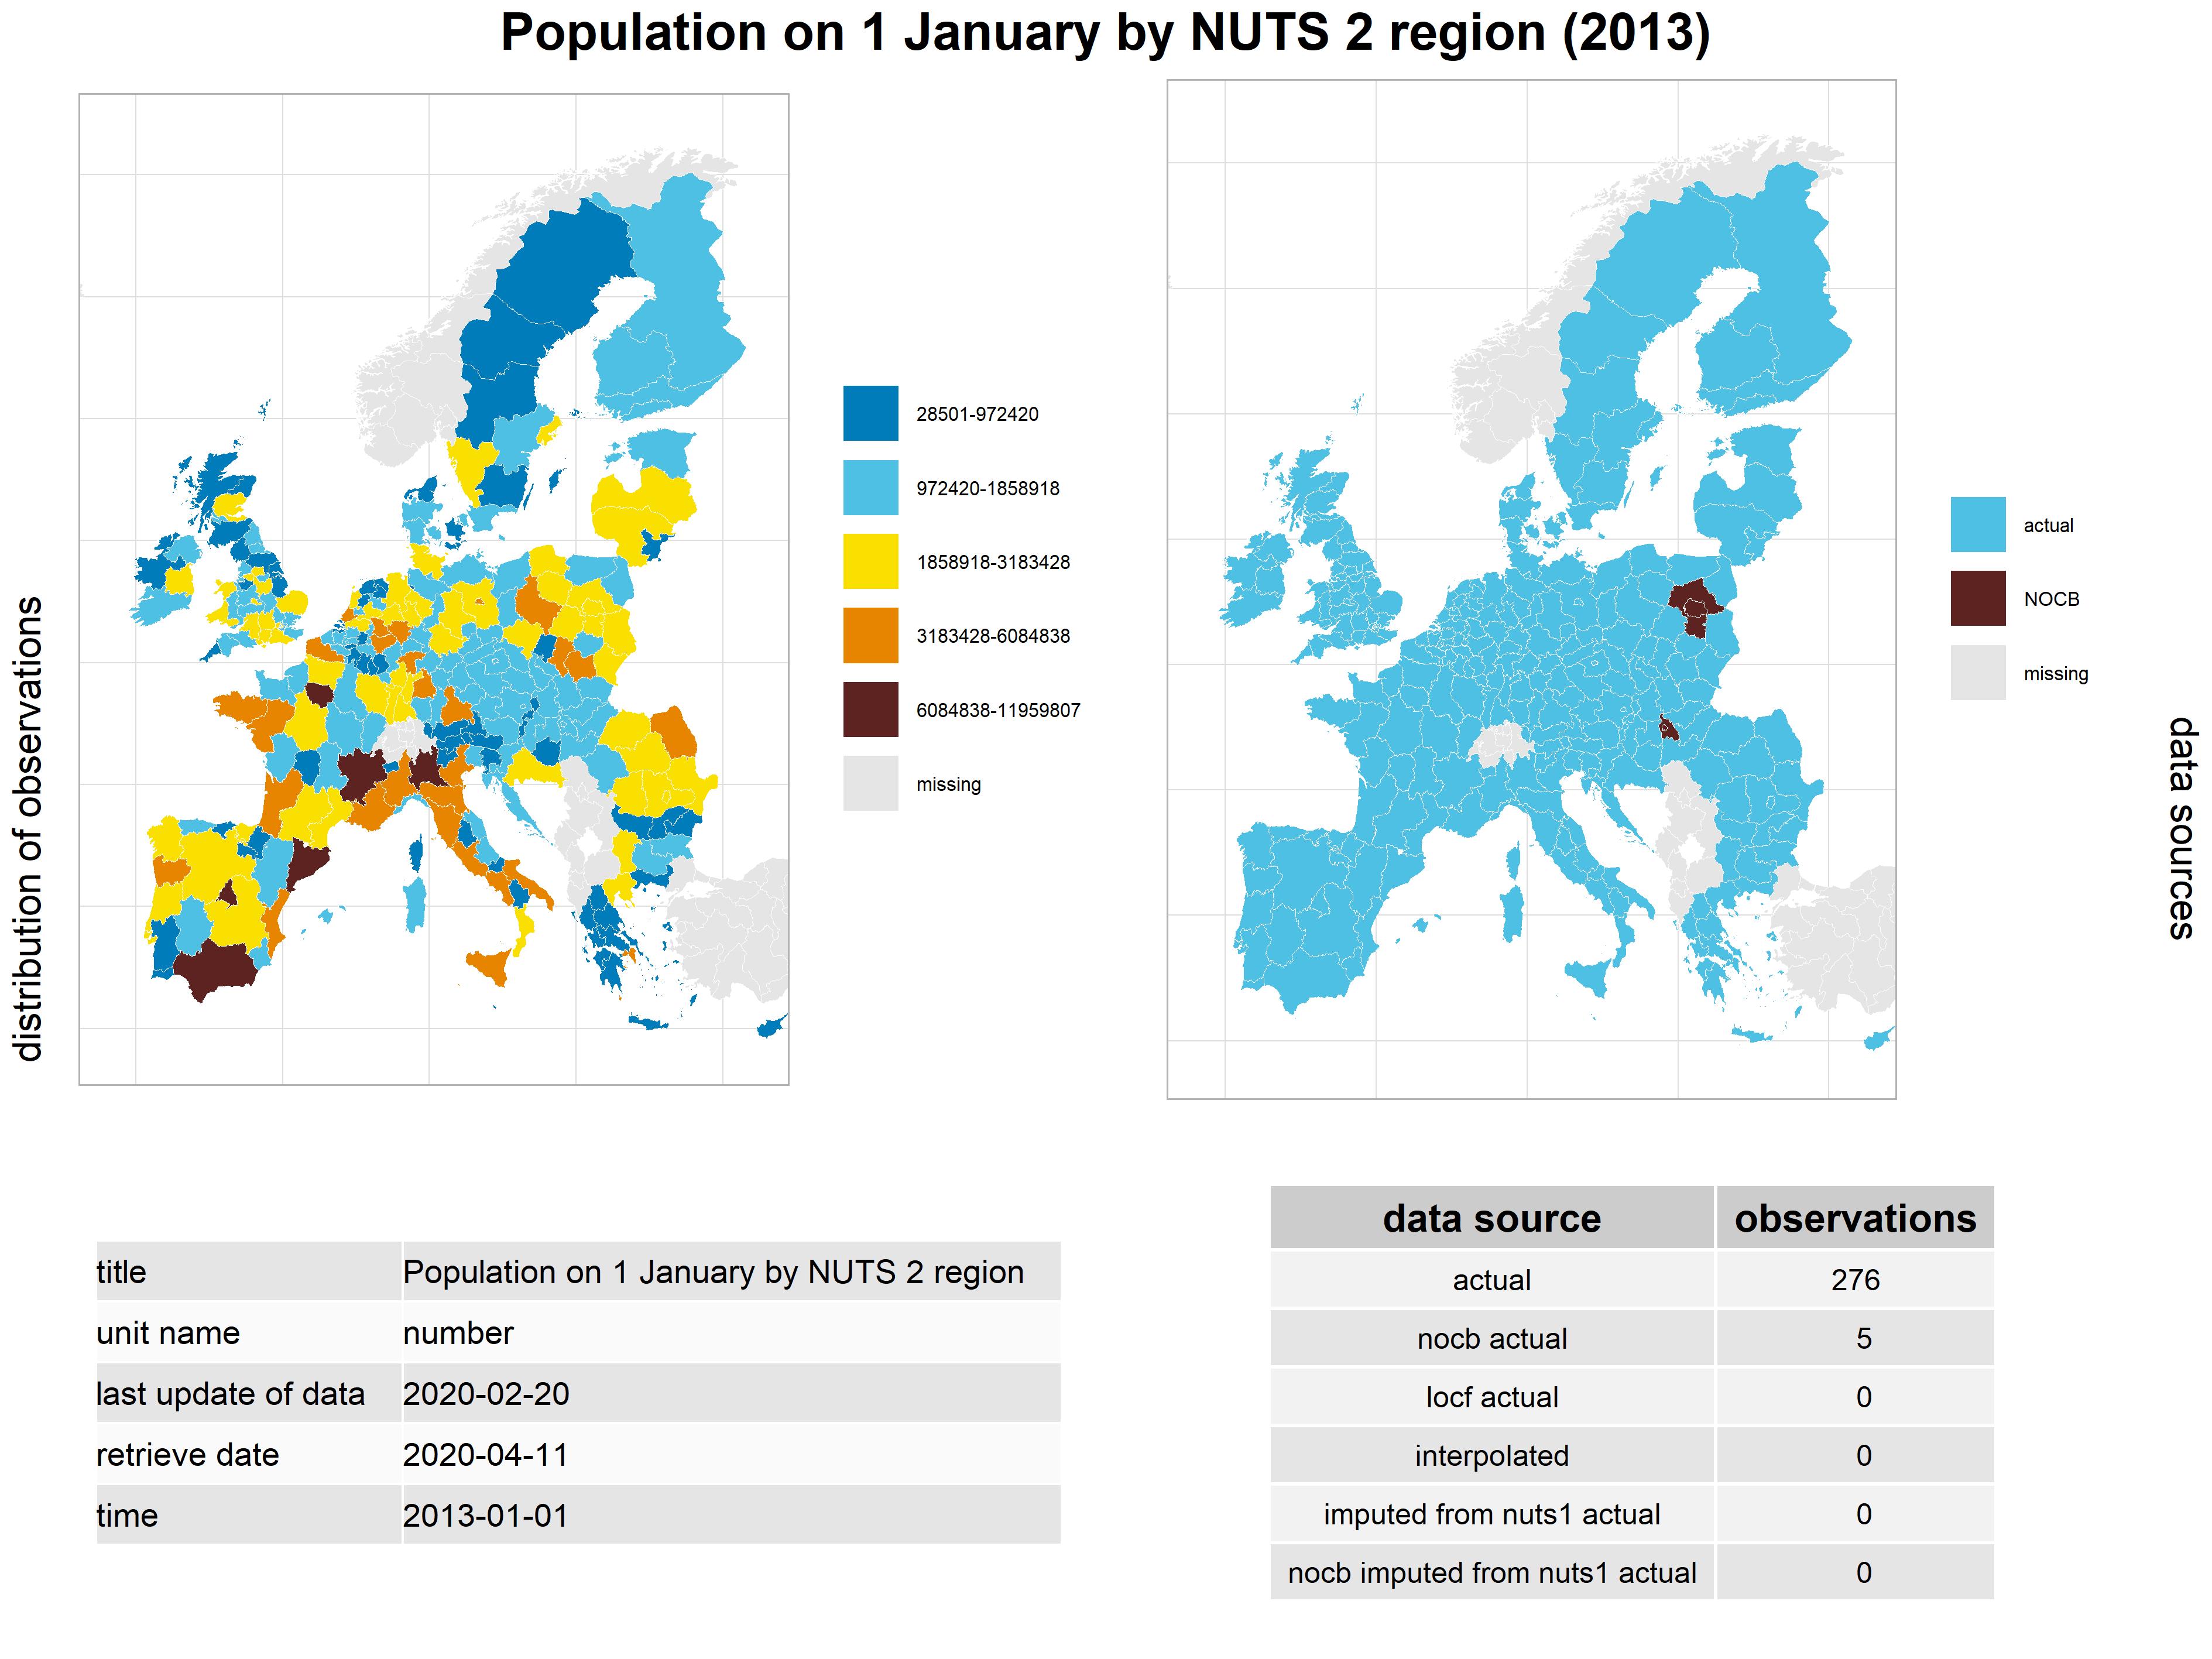 Population on 1 January by NUTS 2 region (2013)
distribution of observations
28501-972420
972420-1858918
1858918-3183428
3183428-6084838
6084838-11959807
missing
actual
NOCB
missing
data sources
title Population on 1 January by NUTS 2 region
unit name number
last update of data 2020-02-20
retrieve date 2020-04-11
time 2013-01-01
data source observations
actual 276
nocb actual 5
locf actual 0
interpolated 0
imputed from nuts1 actual 0
nocb imputed from nuts1 actual 0